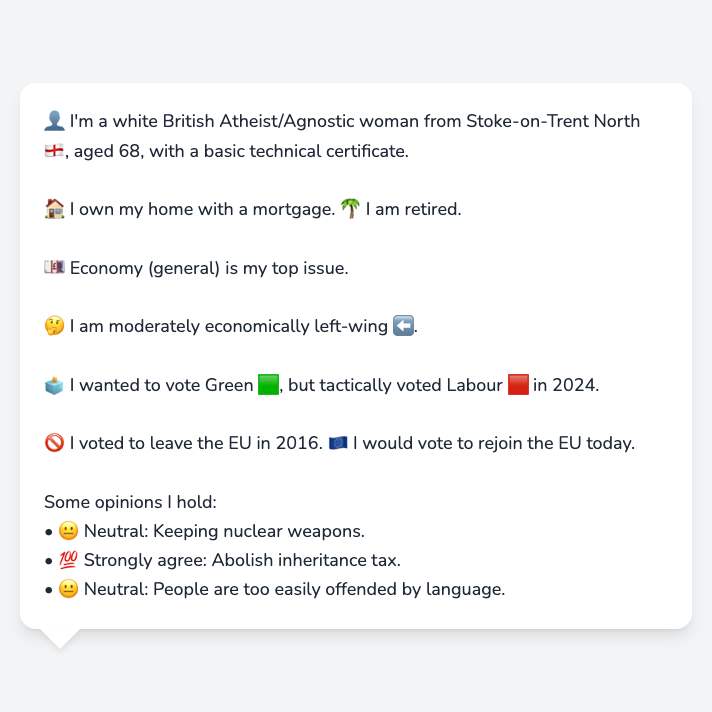 👤 I'm a white British Atheist/Agnostic woman from Stoke-on-Trent North
🏴󠁧󠁢󠁥󠁮󠁧󠁿, aged 68, with a basic technical certificate.
🏠 I own my home with a mortgage. 🌴 I am retired.
💷 Economy (general) is my top issue.
🤔 I am moderately economically left-wing ⬅️.
🗳️ I wanted to vote Green 🟩, but tactically voted Labour 🟥 in 2024.
🚫 I voted to leave the EU in 2016. 🇪🇺 I would vote to rejoin the EU today.
Some opinions I hold:
• 😐 Neutral: Keeping nuclear weapons.
• 💯 Strongly agree: Abolish inheritance tax.
• 😐 Neutral: People are too easily offended by language.